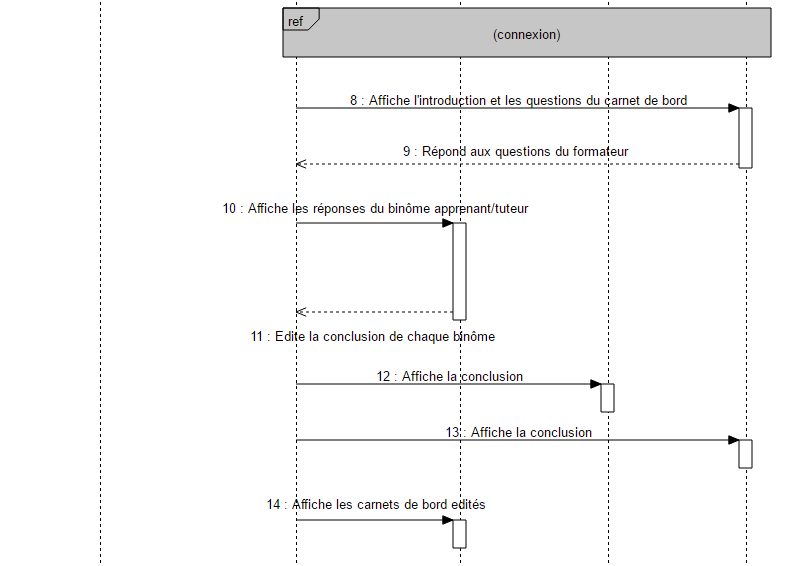 ref
(connexion)
8 : Affiche l'introduction et les questions du carnet de bord
9 : Répond aux questions du formateur
10 : Affiche les réponses du binôme apprenant/tuteur
11 : Edite la conclusion de chaque binôme
12 : Affiche la conclusion
13 : Affiche la conclusion
14 : Affiche les carnets de bord edités